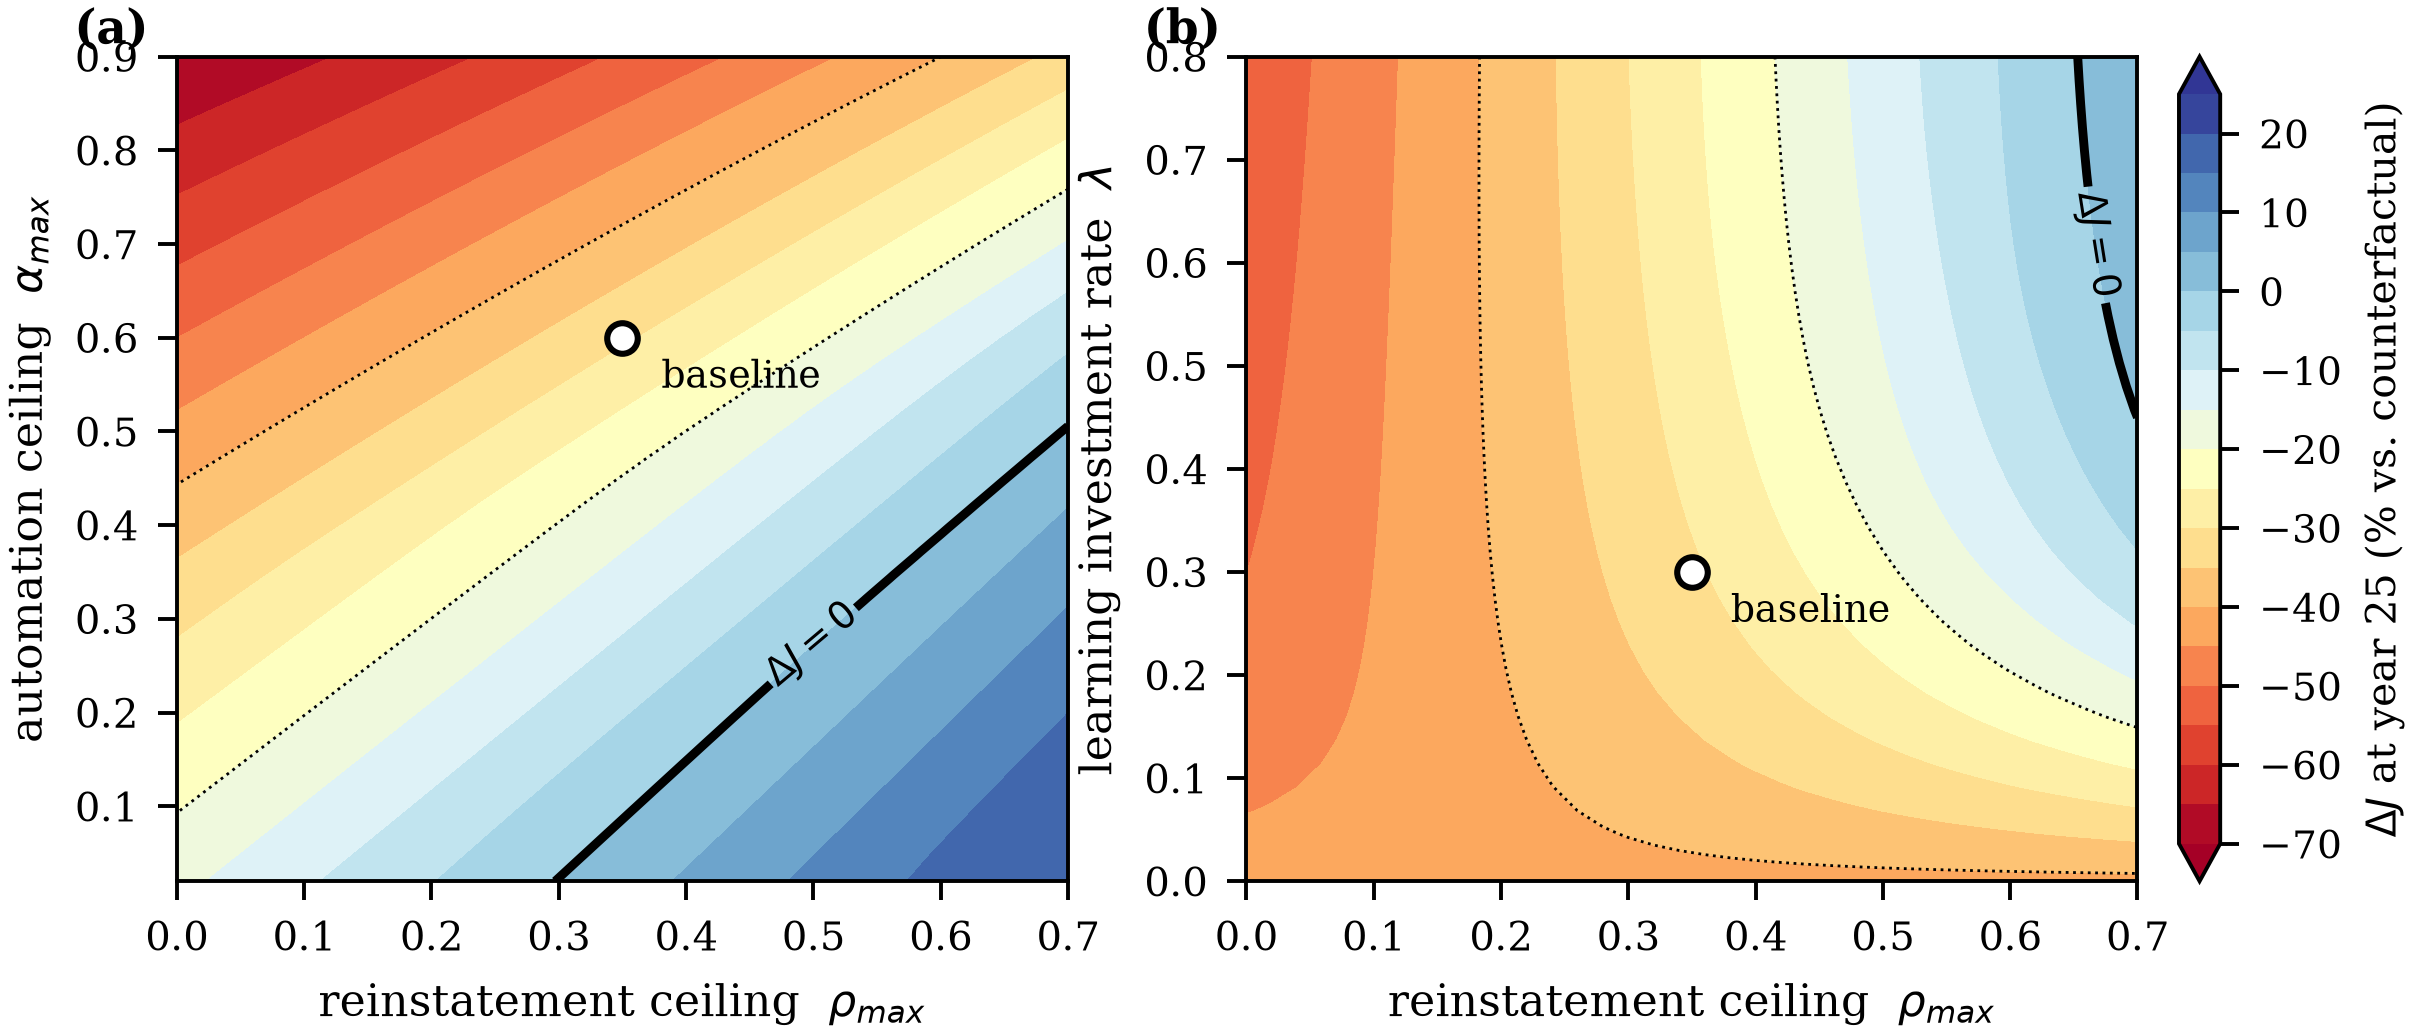 (a)
automation ceiling α_max
0.9
0.8
0.7
0.6
0.5
0.4
0.3
0.2
0.1
baseline
ΔJ = 0
0.0 0.1 0.2 0.3 0.4 0.5 0.6 0.7
reinstatement ceiling ρ_max
(b)
learning investment rate λ
0.8
0.7
0.6
0.5
0.4
0.3
0.2
0.1
0.0
ΔJ = 0
baseline
0.0 0.1 0.2 0.3 0.4 0.5 0.6 0.7
reinstatement ceiling ρ_max
20
10
0
−10
−20
−30
−40
−50
−60
−70
ΔJ at year 25 (% vs. counterfactual)